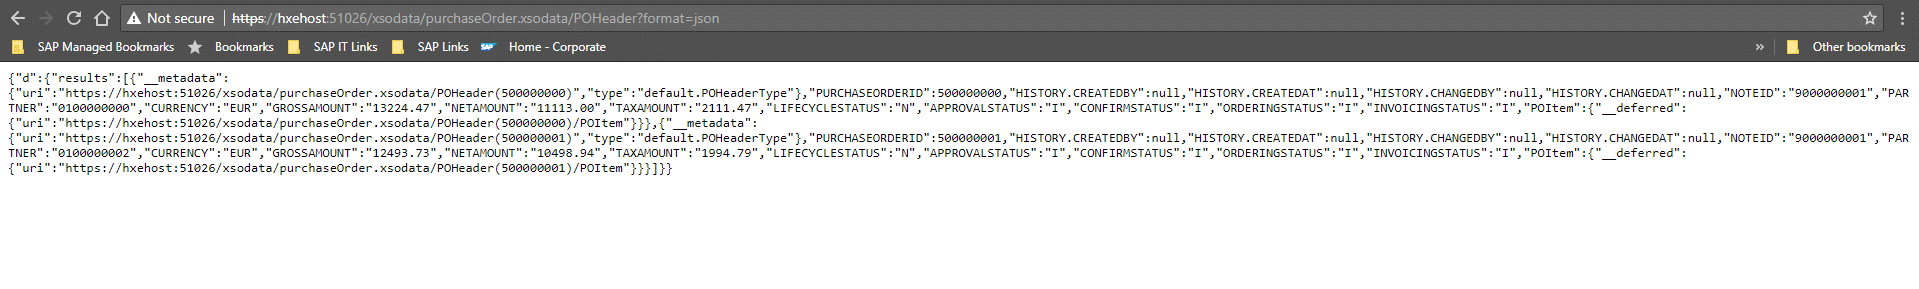 Not secure | https://hxehost:51026/xsodata/purchaseOrder.xsodata/POHeader?format=json
SAP Managed Bookmarks Bookmarks SAP IT Links SAP Links SAP Home - Corporate » Other bookmarks
{"d":{"results":[{"__metadata":
{"uri":"https://hxehost:51026/xsodata/purchaseOrder.xsodata/POHeader(500000000)","type":"default.POHeaderType"},"PURCHASEORDERID":500000000,"HISTORY.CREATEDBY":null,"HISTORY.CREATEDAT":null,"HISTORY.CHANGEDBY":null,"HISTORY.CHANGEDAT":null,"NOTEID":"9000000001","PAR
TNER":"0100000000","CURRENCY":"EUR","GROSSAMOUNT":"13224.47","NETAMOUNT":"11113.00","TAXAMOUNT":"2111.47","LIFECYCLESTATUS":"N","APPROVALSTATUS":"I","CONFIRMSTATUS":"I","ORDERINGSTATUS":"I","INVOICINGSTATUS":"I","POItem":{"__deferred":
{"uri":"https://hxehost:51026/xsodata/purchaseOrder.xsodata/POHeader(500000000)/POItem"}}},{"__metadata":
{"uri":"https://hxehost:51026/xsodata/purchaseOrder.xsodata/POHeader(500000001)","type":"default.POHeaderType"},"PURCHASEORDERID":500000001,"HISTORY.CREATEDBY":null,"HISTORY.CREATEDAT":null,"HISTORY.CHANGEDBY":null,"HISTORY.CHANGEDAT":null,"NOTEID":"9000000001","PAR
TNER":"0100000002","CURRENCY":"EUR","GROSSAMOUNT":"12493.73","NETAMOUNT":"10498.94","TAXAMOUNT":"1994.79","LIFECYCLESTATUS":"N","APPROVALSTATUS":"I","CONFIRMSTATUS":"I","ORDERINGSTATUS":"I","INVOICINGSTATUS":"I","POItem":{"__deferred":
{"uri":"https://hxehost:51026/xsodata/purchaseOrder.xsodata/POHeader(500000001)/POItem"}}}]}}